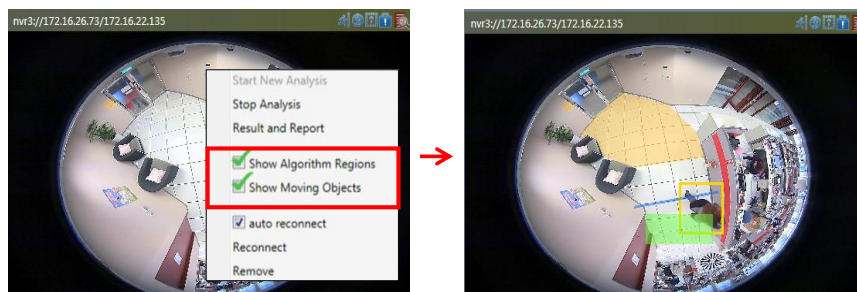 nvr3://172.16.26.73/172.16.22.135
Start New Analysis
Stop Analysis
Result and Report
Show Algorithm Regions
Show Moving Objects
auto reconnect
Reconnect
Remove
nvr3://172.16.26.73/172.16.22.135